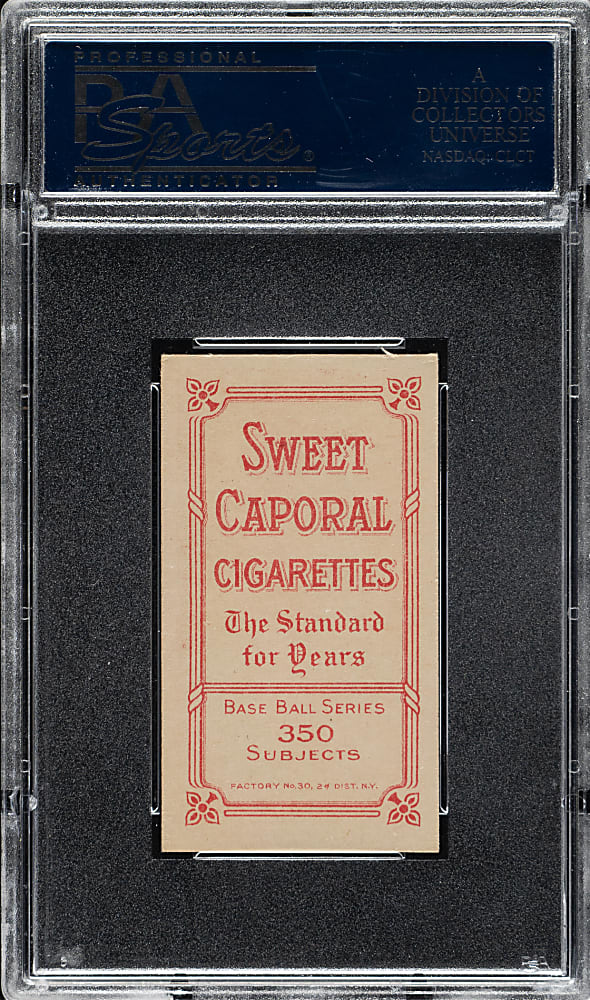 PROFESSIONAL
PSA
Sports
AUTHENTICATOR
A
DIVISION OF
COLLECTORS
UNIVERSE
NASDAQ: CLCT
SWEET
CAPORAL
CIGARETTES
The Standard
for Years
BASE BALL SERIES
350
SUBJECTS
FACTORY No. 30, 2d DIST. N.Y.
PSA